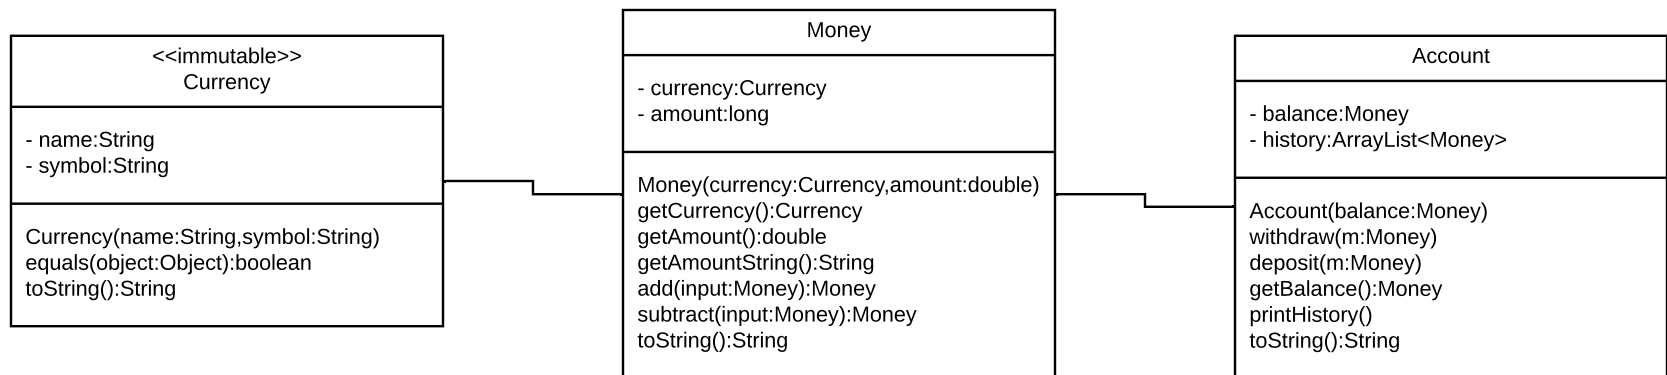 <<immutable>>
Currency
- name:String
- symbol:String
Currency(name:String,symbol:String)
equals(object:Object):boolean
toString():String
Money
- currency:Currency
- amount:long
Money(currency:Currency,amount:double)
getCurrency():Currency
getAmount():double
getAmountString():String
add(input:Money):Money
subtract(input:Money):Money
toString():String
Account
- balance:Money
- history:ArrayList<Money>
Account(balance:Money)
withdraw(m:Money)
deposit(m:Money)
getBalance():Money
printHistory()
toString():String